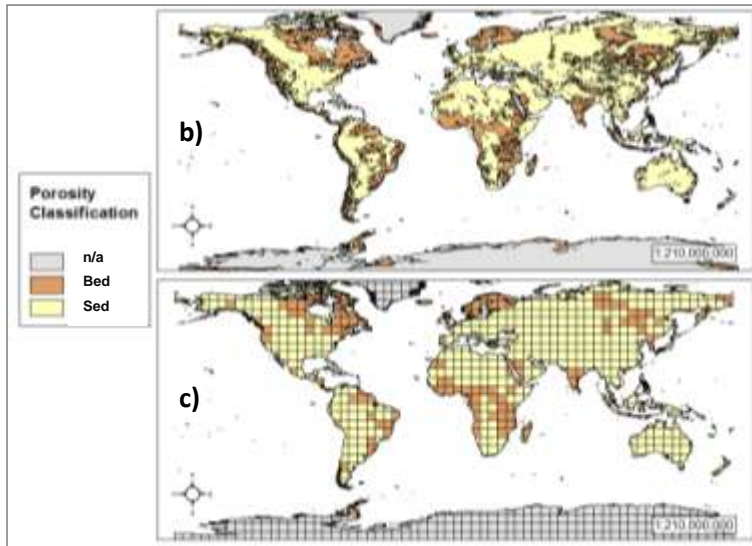 b)
Porosity
Classification
n/a
Bed
Sed
1:210,000,000
c)
1:210,000,000